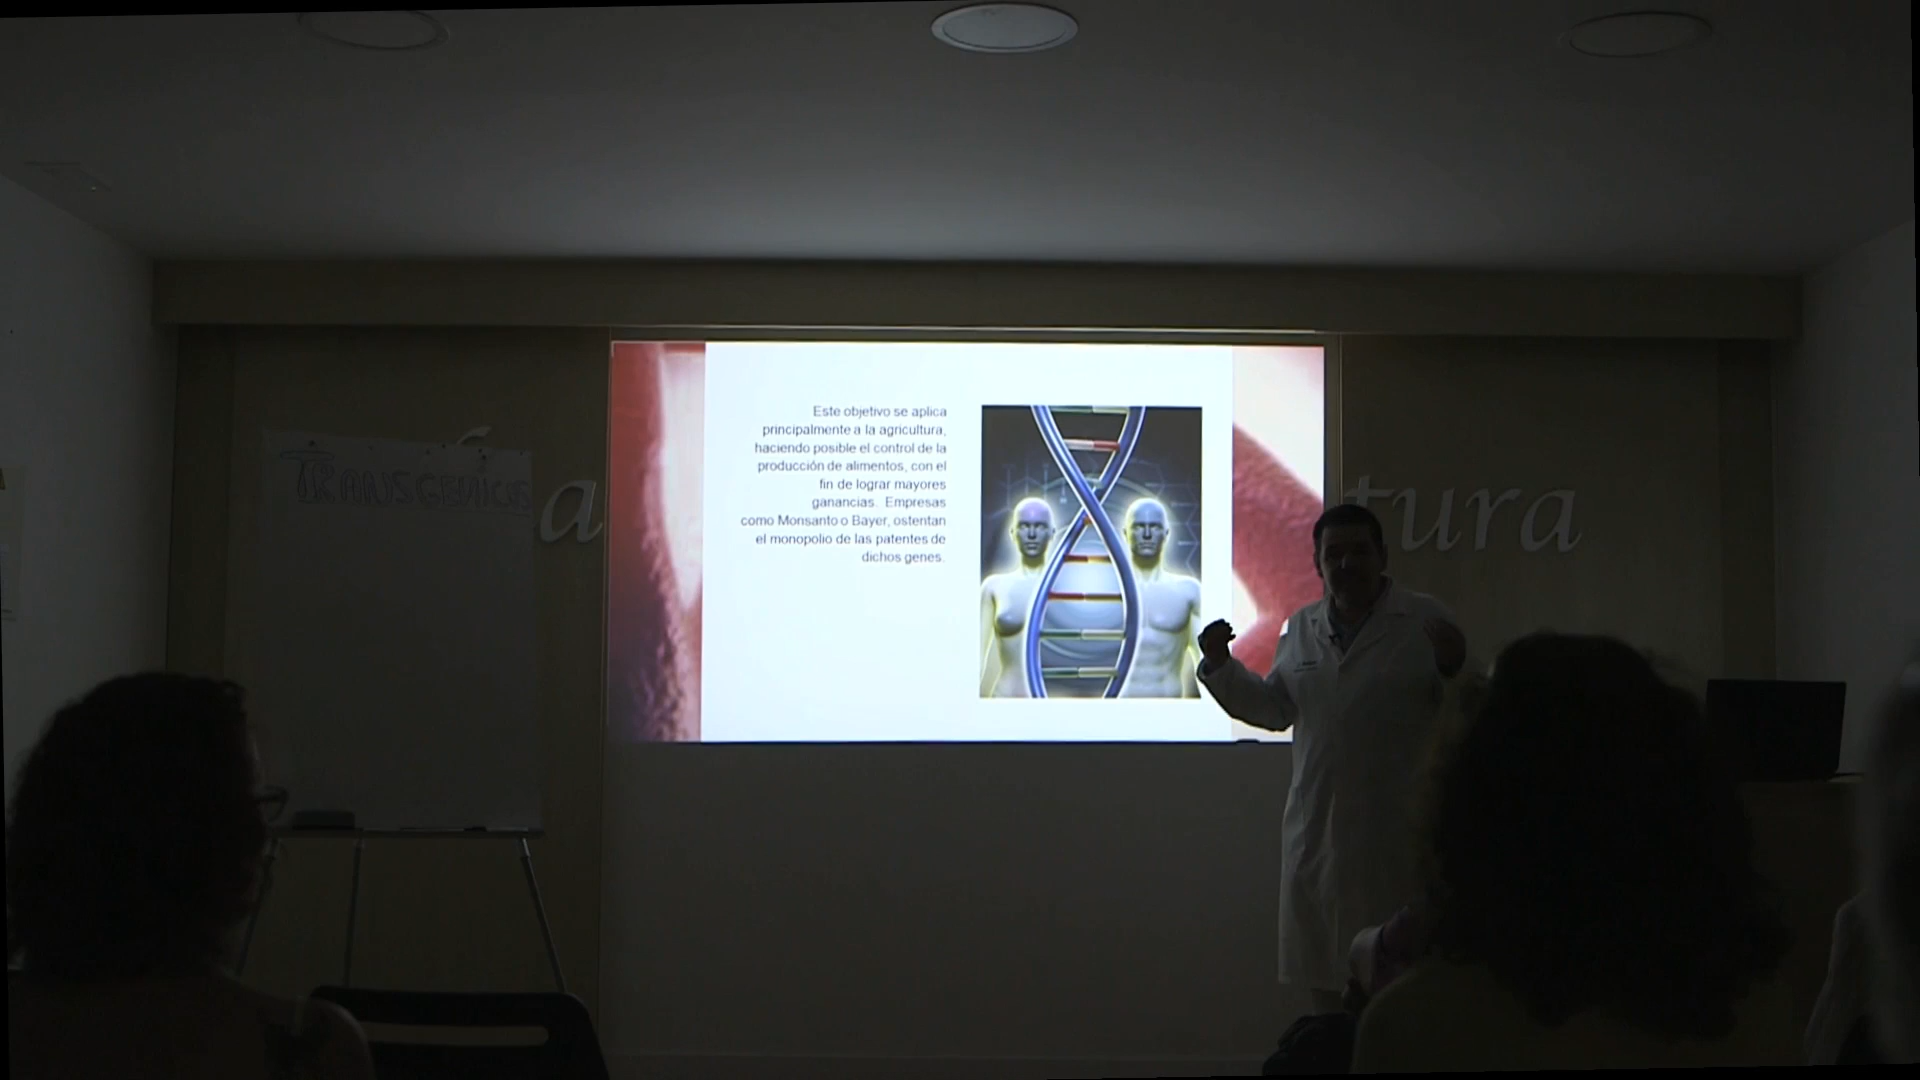 Este objetivo se aplica
principalmente a la agricultura,
haciendo posible el control de la
producción de alimentos, con el
fin de lograr mayores
ganancias. Empresas
como Monsanto o Bayer, ostentan
el monopolio de las patentes de
dichos genes.
TRANSGENICOS
a
tura